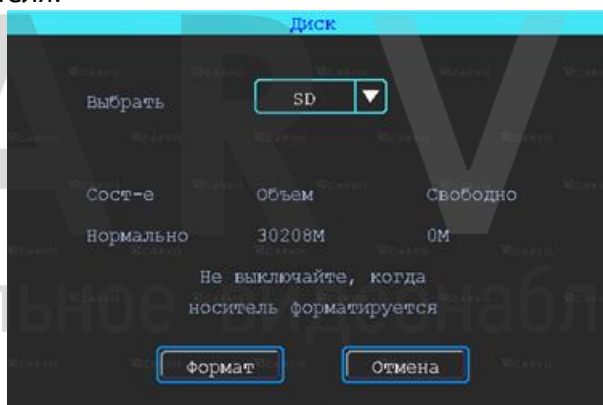 Диск
Выбрать SD
Сост-е Объем Свободно
Нормально 30208M 0M
Не выключайте, когда
носитель форматируется
Формат Отмена